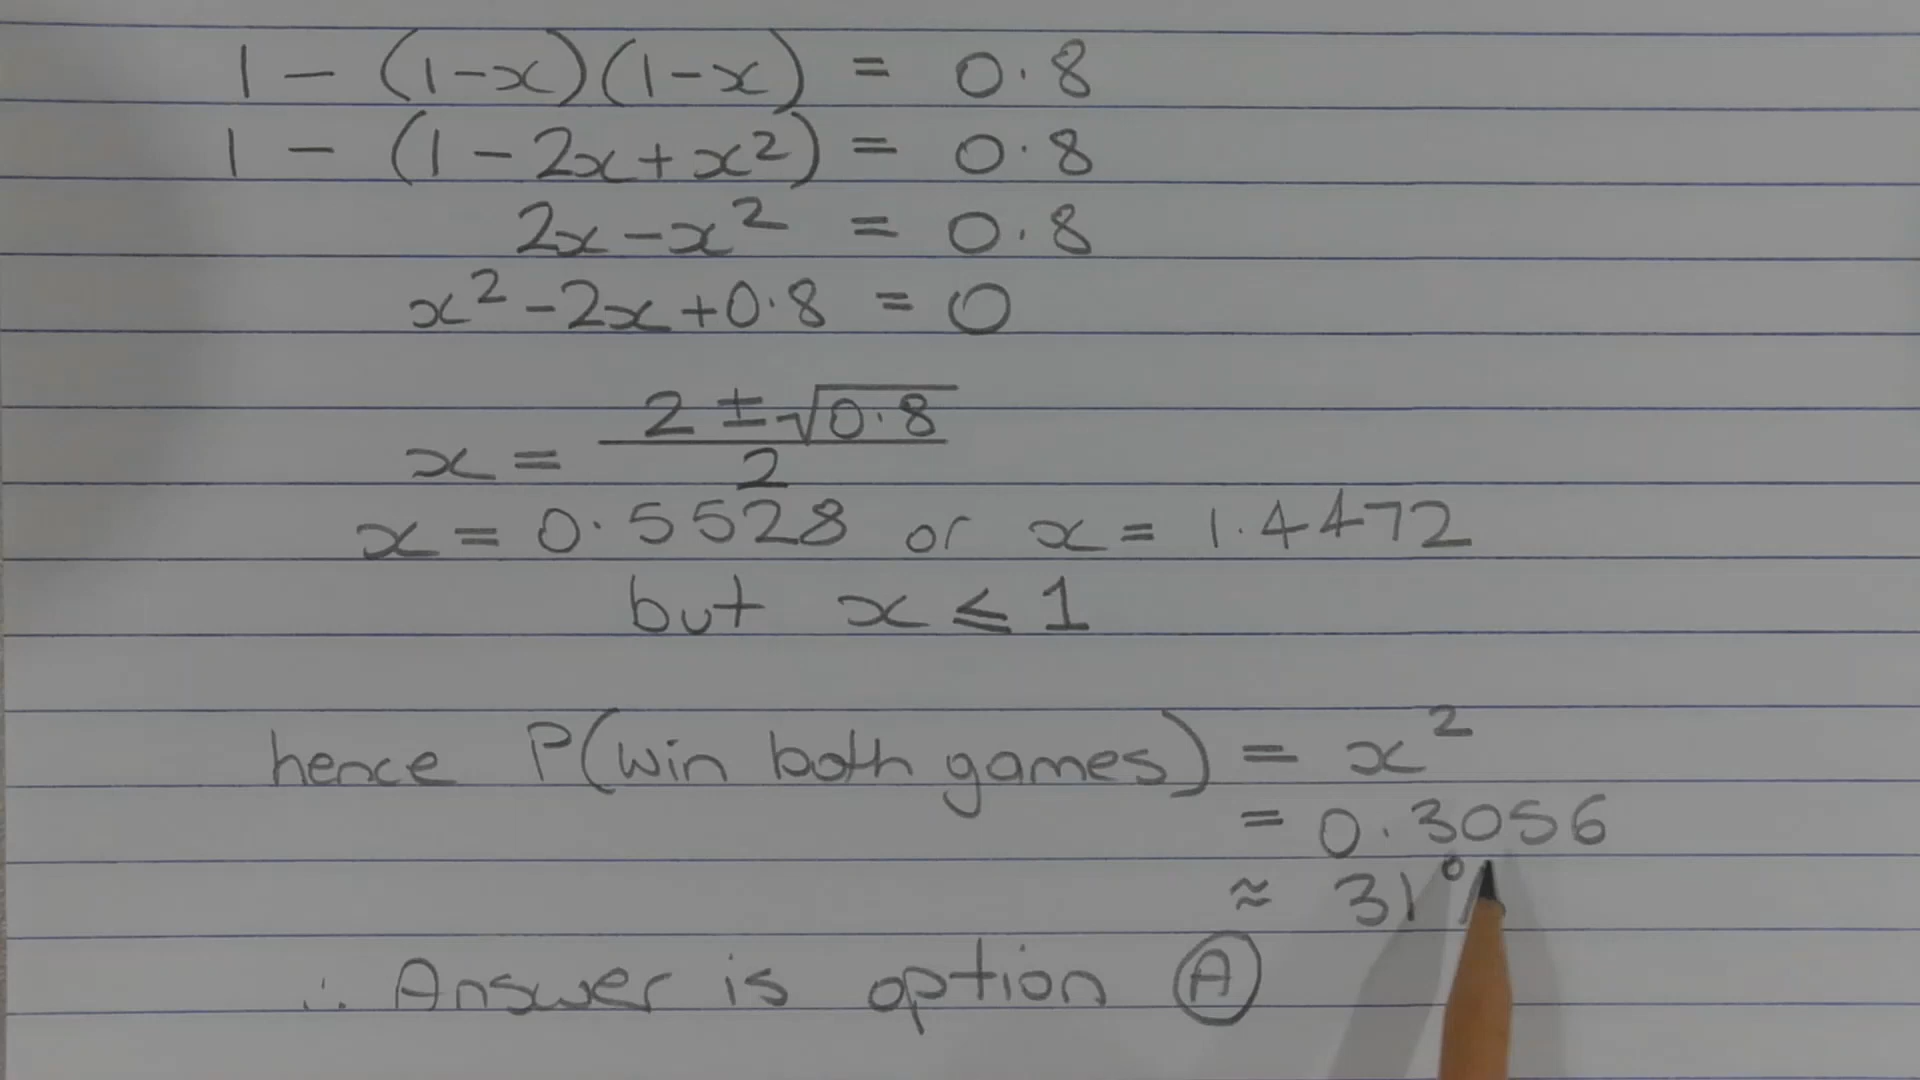 1 - (1-x)(1-x) = 0.8
1 - (1 - 2x + x²) = 0.8
2x - x² = 0.8
x² - 2x + 0.8 = 0
x = (2 ± √0.8) / 2
x = 0.5528 or x = 1.4472
but x ≤ 1
hence P(win both games) = x²
= 0.3056
≈ 31%
∴ Answer is option Ⓐ